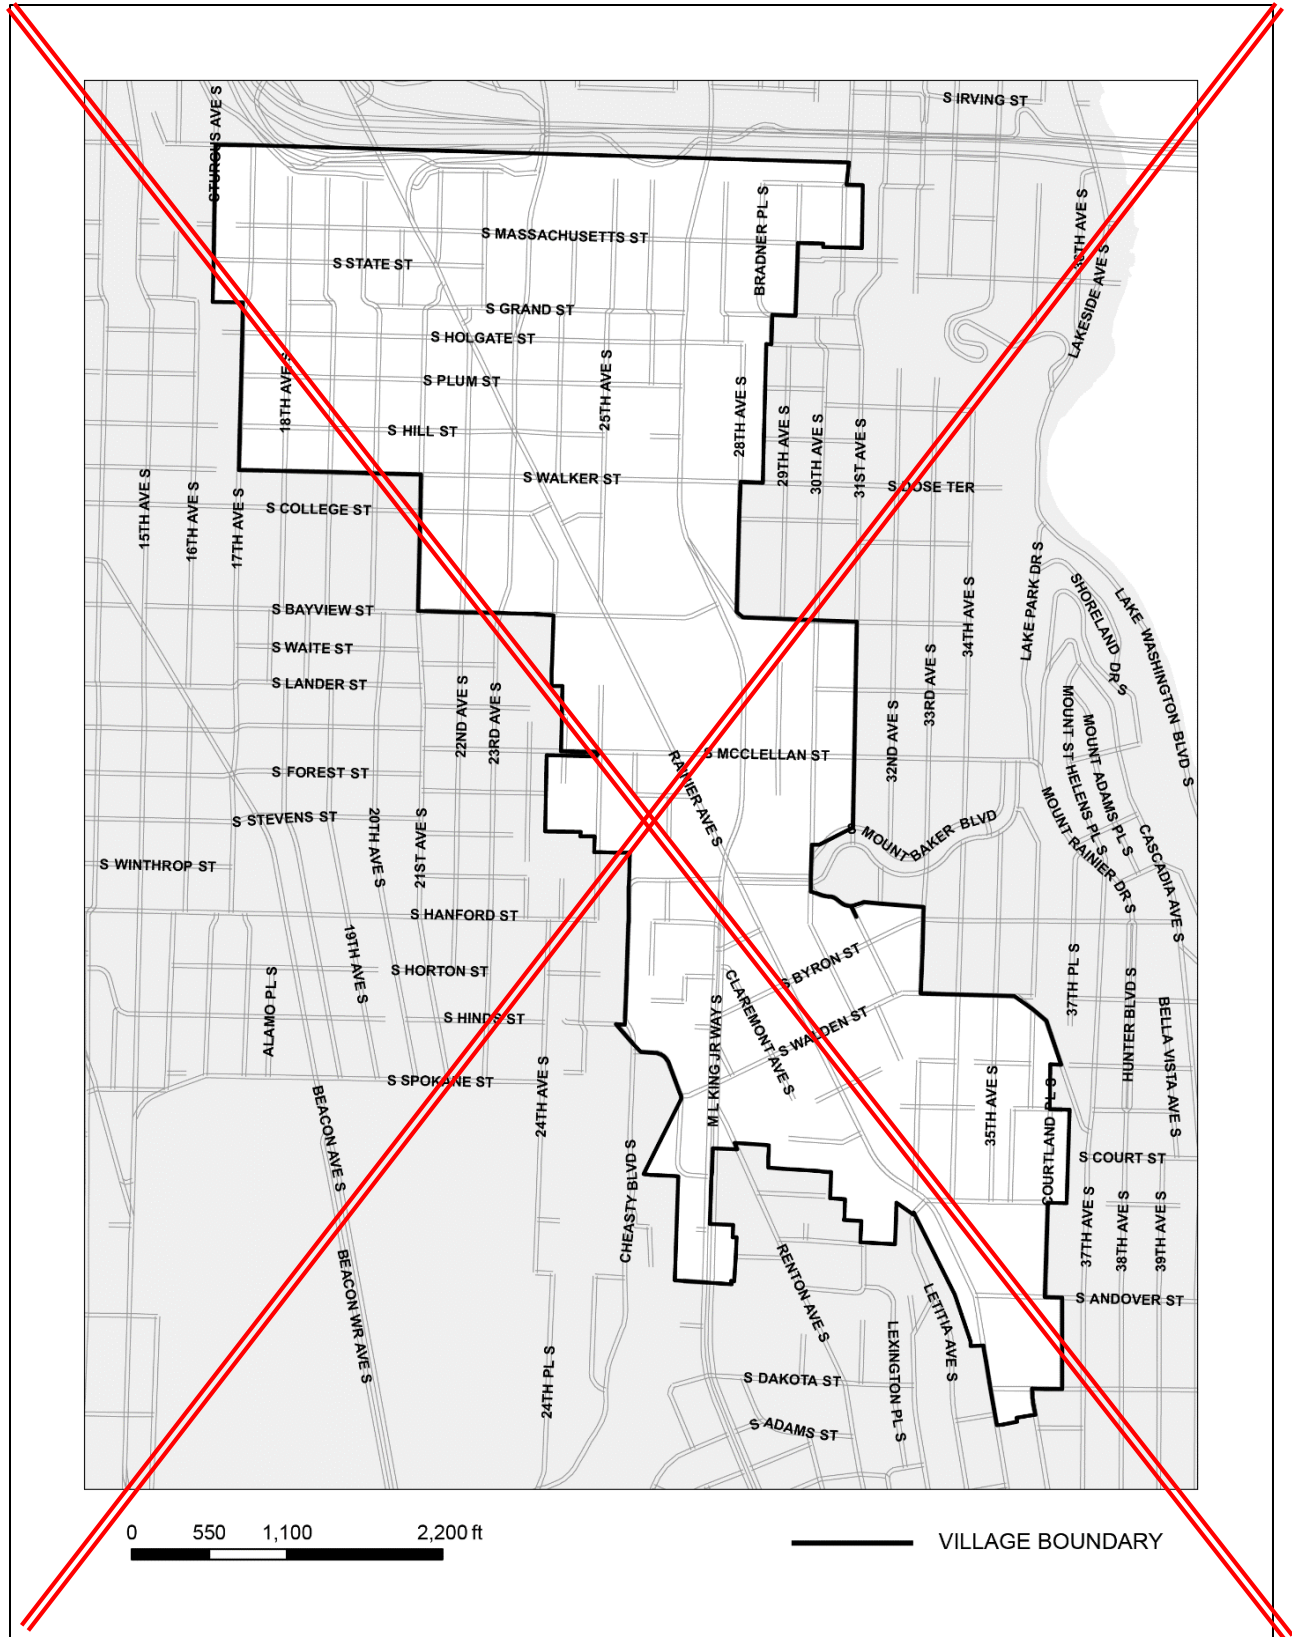 S IRVING ST
STURGUS AVE S
S MASSACHUSETTS ST
BRADNER PL S
36TH AVE S
S STATE ST
LAKESIDE AVE S
S GRAND ST
S HOLGATE ST
18TH AVE S
S PLUM ST
25TH AVE S
28TH AVE S
S HILL ST
29TH AVE S
30TH AVE S
31ST AVE S
S WALKER ST
S DOSE TER
15TH AVE S
16TH AVE S
17TH AVE S
S COLLEGE ST
S BAYVIEW ST
34TH AVE S
LAKE PARK DR S
SHORELAND DR S
LAKE WASHINGTON BLVD S
S WAITE ST
S LANDER ST
22ND AVE S
23RD AVE S
33RD AVE S
32ND AVE S
MOUNT ST HELENS PL S
MOUNT ADAMS PL S
S MCCLELLAN ST
RAINIER AVE S
S FOREST ST
S STEVENS ST
20TH AVE S
21ST AVE S
S MOUNT BAKER BLVD
MOUNT RAINIER DR S
CASCADIA AVE S
S WINTHROP ST
S HANFORD ST
19TH AVE S
S HORTON ST
ALAMO PL S
S BYRON ST
CLAREMONT AVE S
37TH PL S
HUNTER BLVD S
BELLA VISTA AVE S
S HINDS ST
M L KING JR WAY S
S WALDEN ST
S SPOKANE ST
24TH AVE S
BEACON AVE S
35TH AVE S
COURTLAND PL S
CHEASTY BLVD S
S COURT ST
37TH AVE S
38TH AVE S
39TH AVE S
BEACON WR AVE S
RENTON AVE S
LETITIA AVE S
S ANDOVER ST
24TH PL S
LEXINGTON PL S
S DAKOTA ST
S ADAMS ST
0 550 1,100 2,200 ft
VILLAGE BOUNDARY